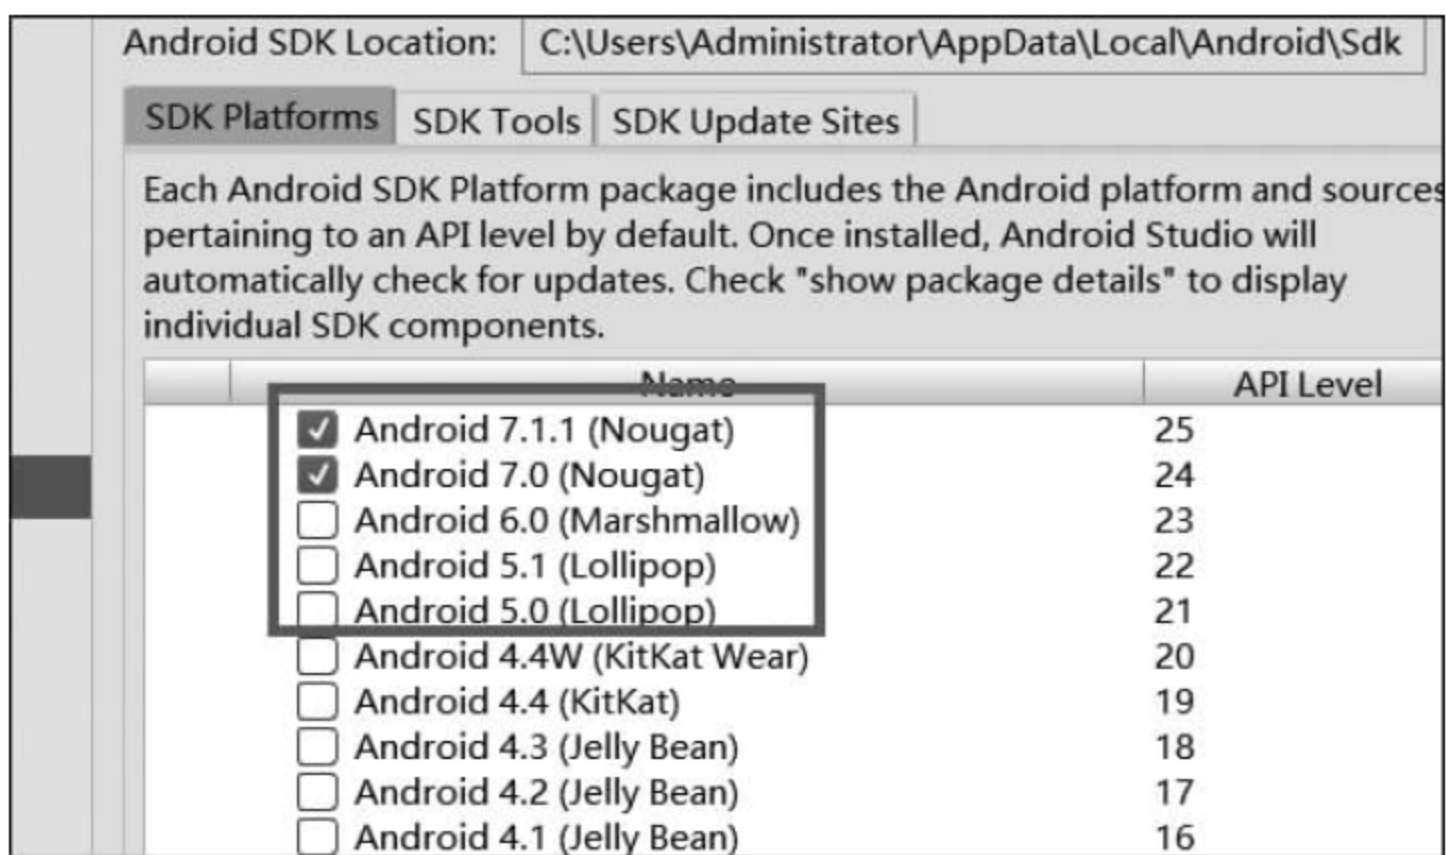 Android SDK Location: C:\Users\Administrator\AppData\Local\Android\Sdk
SDK Platforms SDK Tools SDK Update Sites
Each Android SDK Platform package includes the Android platform and sources
pertaining to an API level by default. Once installed, Android Studio will
automatically check for updates. Check "show package details" to display
individual SDK components.
Name API Level
Android 7.1.1 (Nougat) 25
Android 7.0 (Nougat) 24
Android 6.0 (Marshmallow) 23
Android 5.1 (Lollipop) 22
Android 5.0 (Lollipop) 21
Android 4.4W (KitKat Wear) 20
Android 4.4 (KitKat) 19
Android 4.3 (Jelly Bean) 18
Android 4.2 (Jelly Bean) 17
Android 4.1 (Jelly Bean) 16